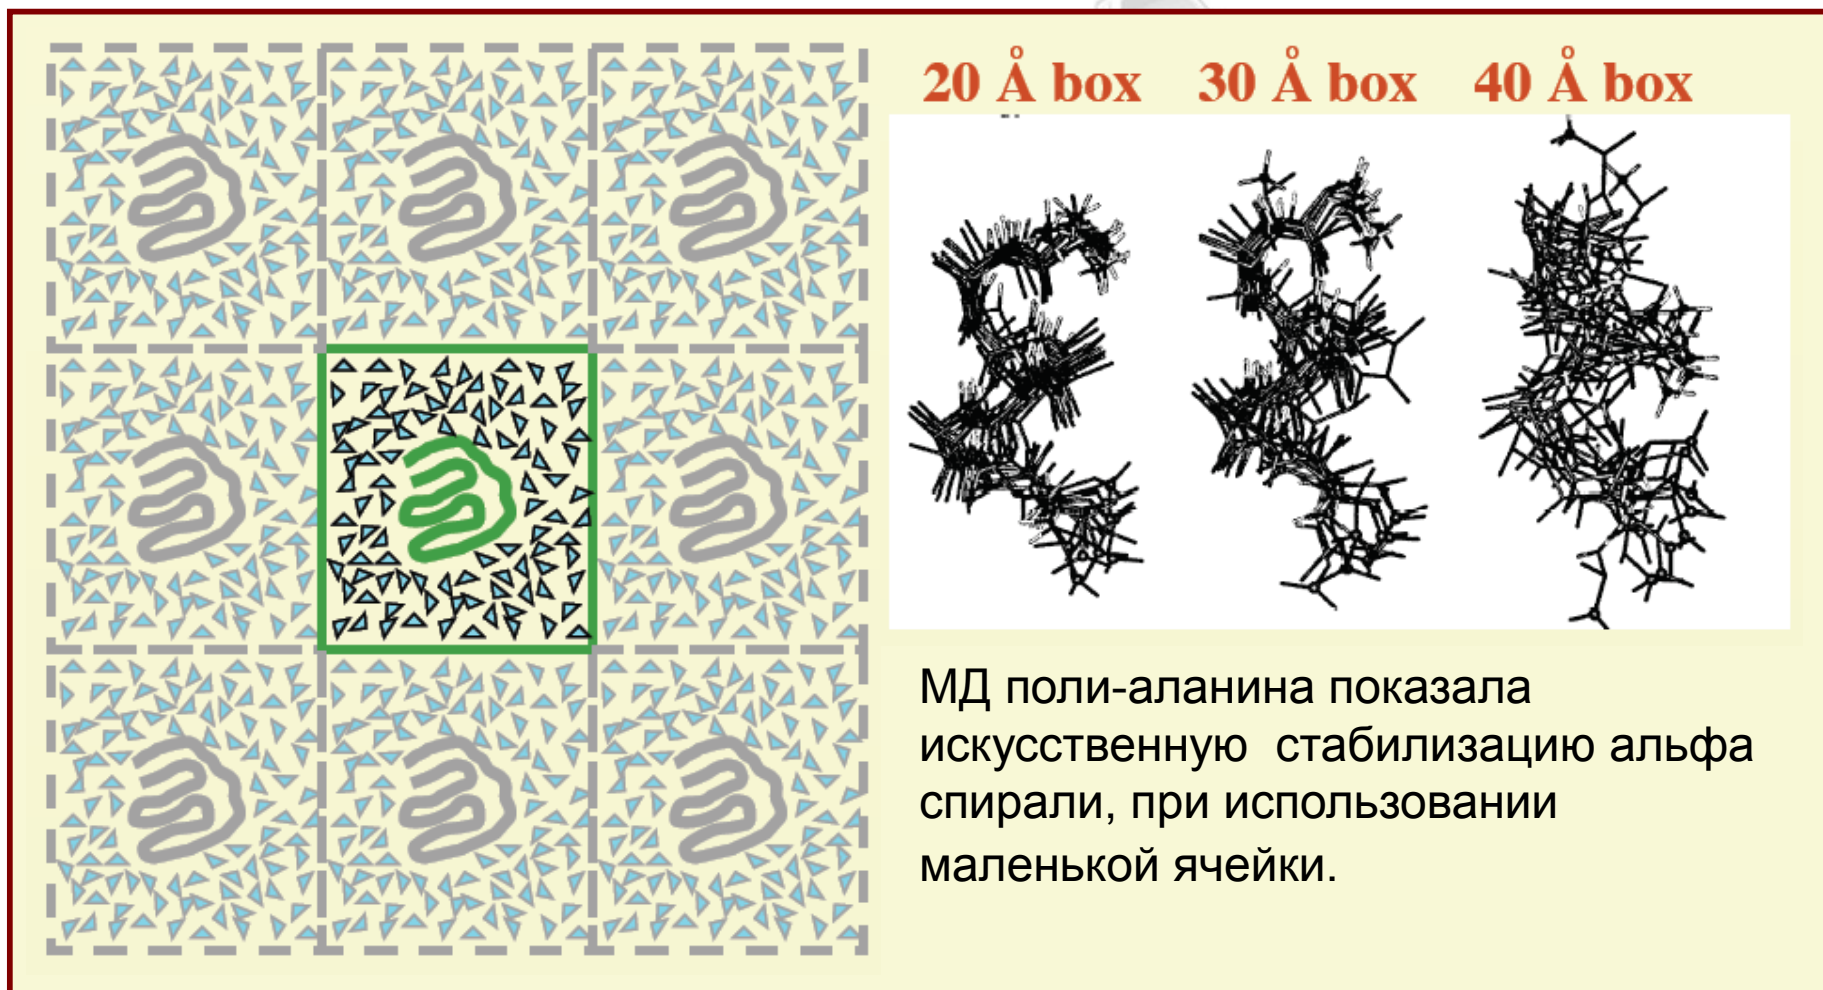 20 Å box 30 Å box 40 Å box
МД поли-аланина показала
искусственную стабилизацию альфа
спирали, при использовании
маленькой ячейки.